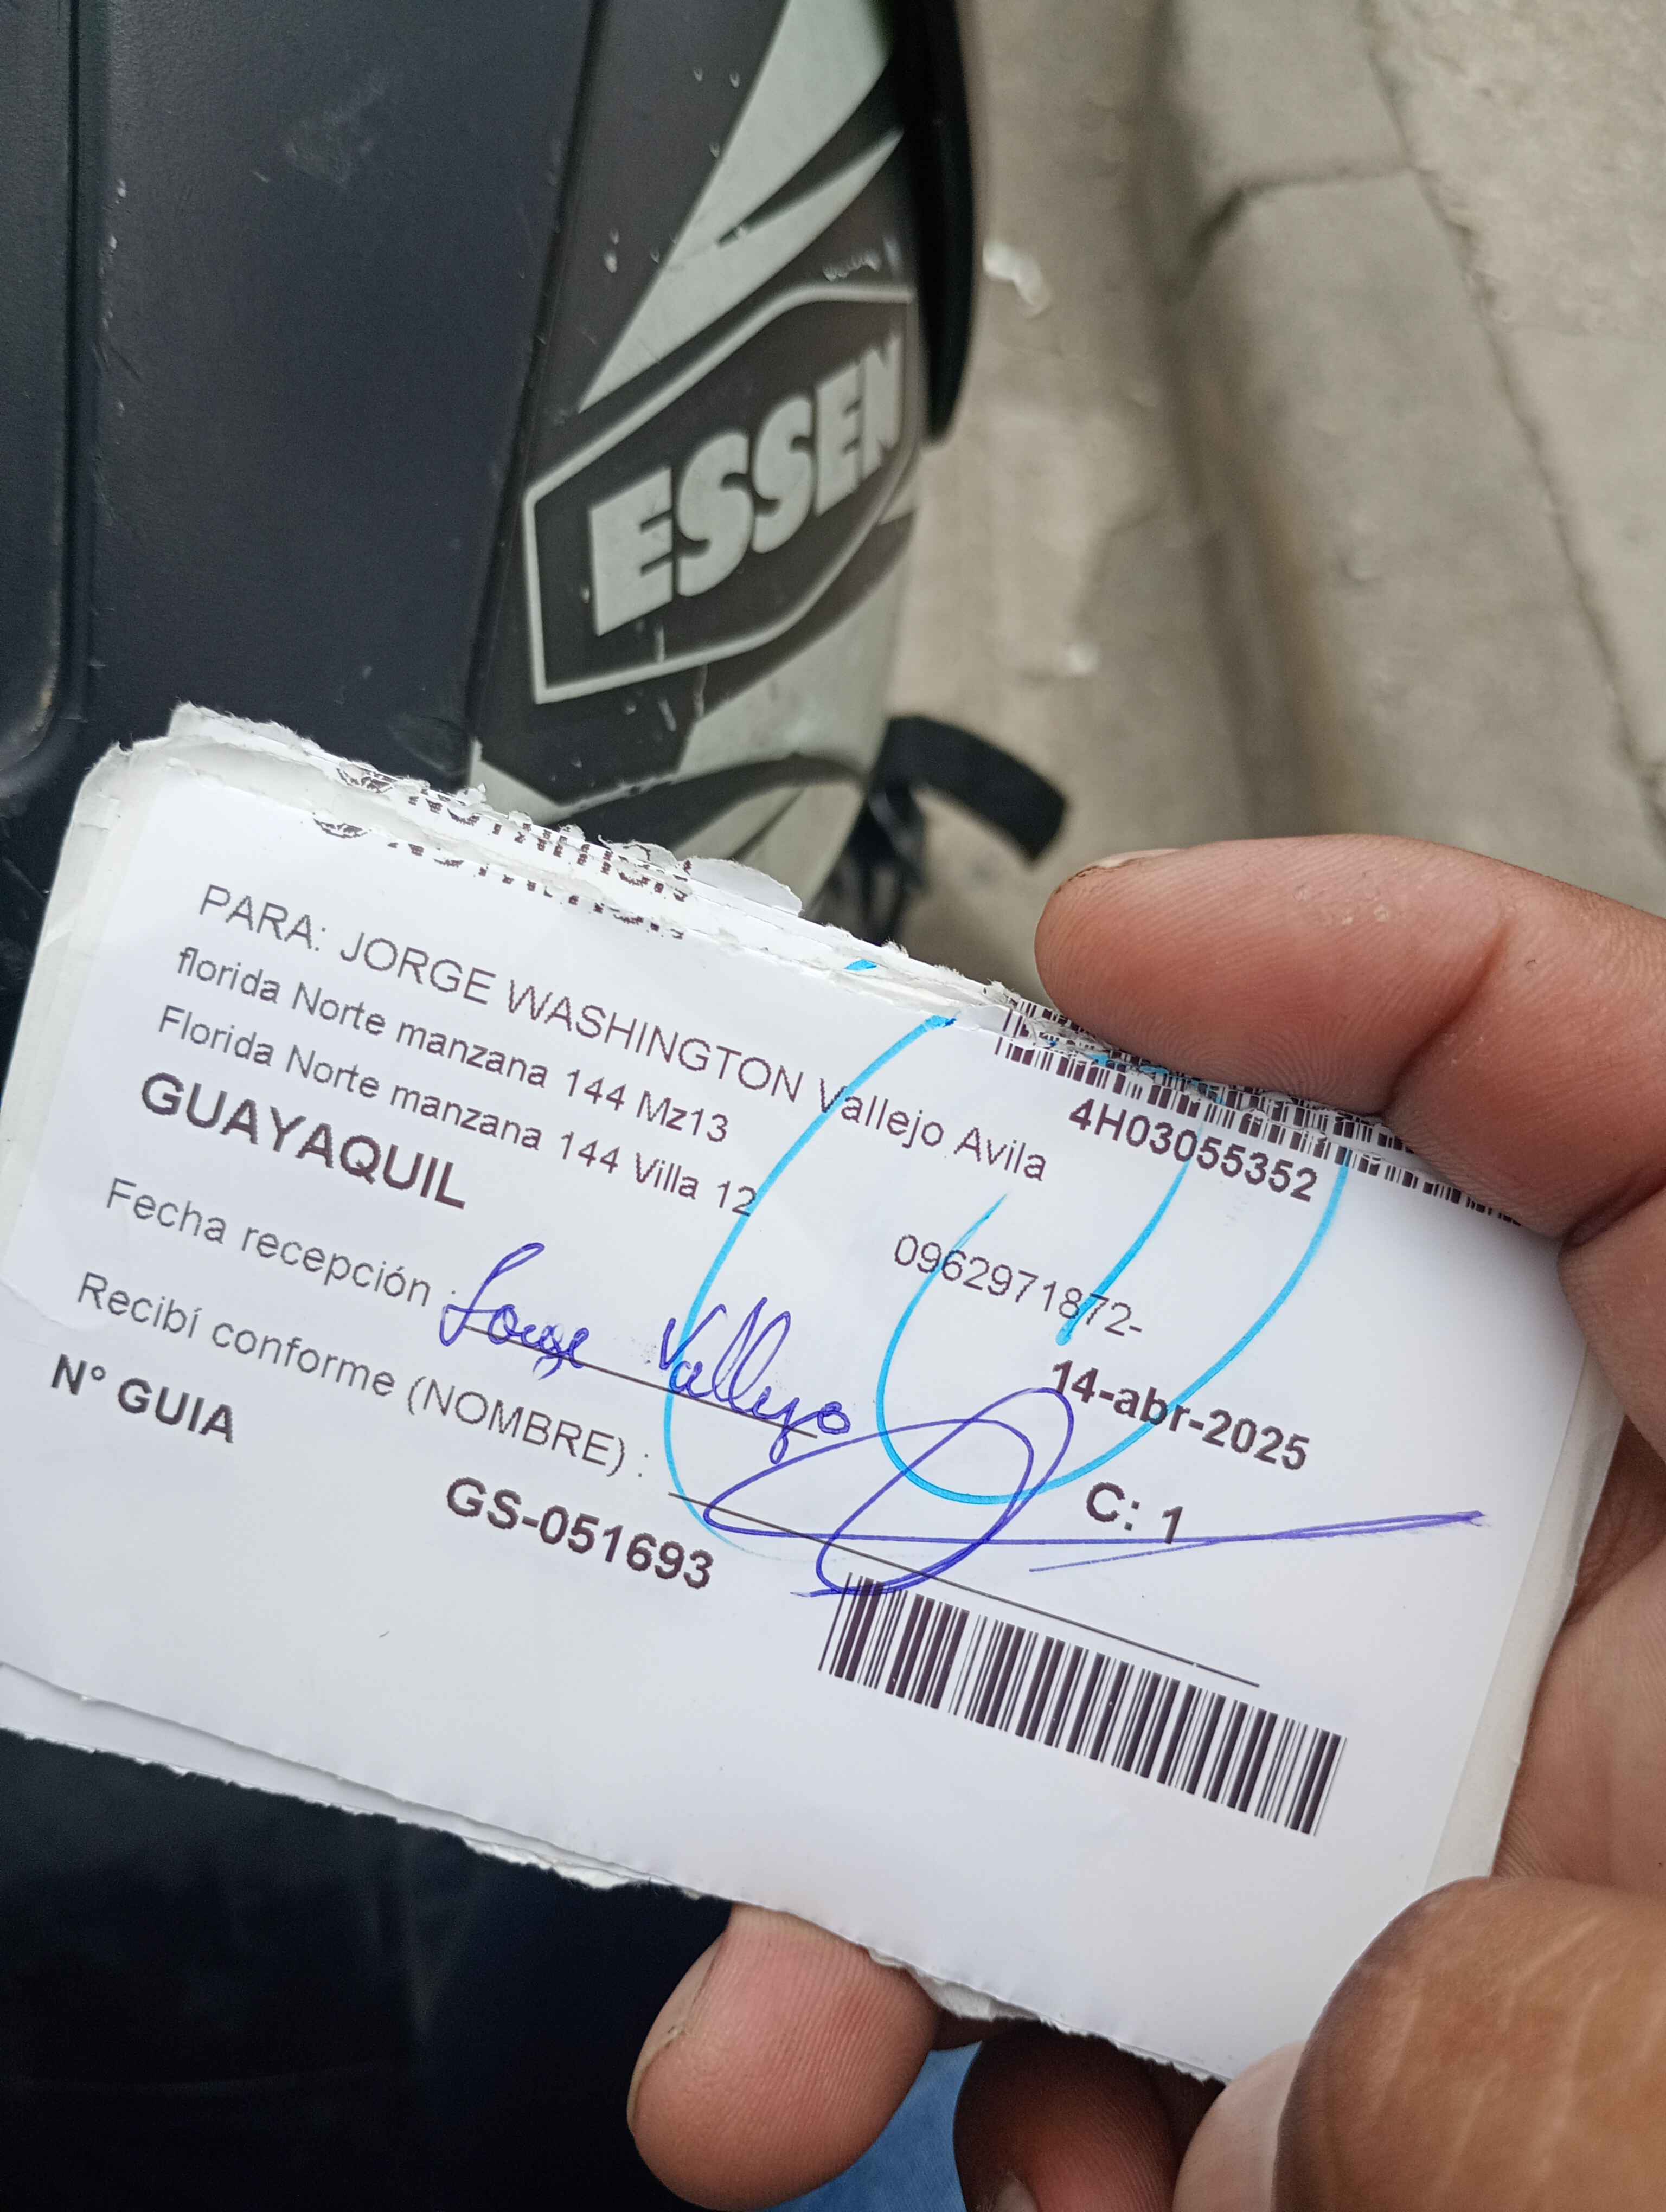 ESSEN
4H03055352
PARA: JORGE WASHINGTON Vallejo Avila
florida Norte manzana 144 Mz13
Florida Norte manzana 144 Villa 12
0962971872-
GUAYAQUIL
14-abr-2025
Fecha recepción : Jorge Vallejo
C: 1
Recibí conforme (NOMBRE) :
N° GUIA
GS-051693